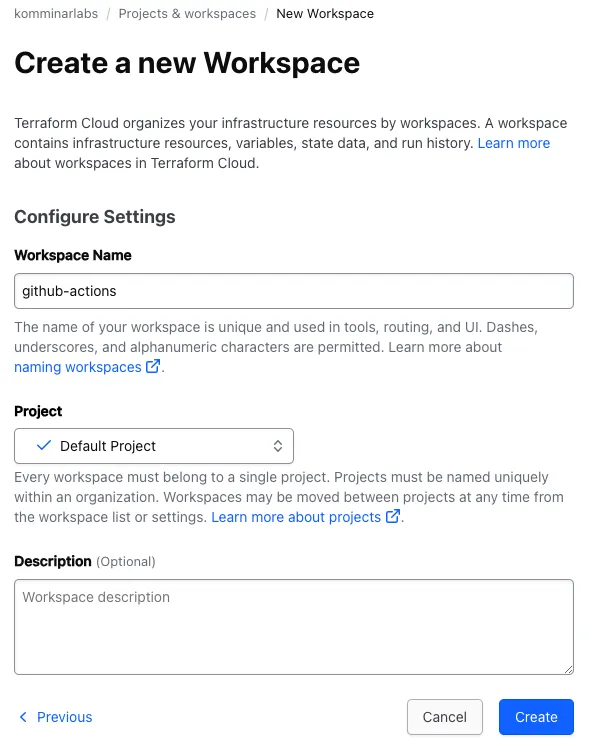 komminarlabs / Projects & workspaces / New Workspace
Create a new Workspace
Terraform Cloud organizes your infrastructure resources by workspaces. A workspace
contains infrastructure resources, variables, state data, and run history. Learn more
about workspaces in Terraform Cloud.
Configure Settings
Workspace Name
github-actions
The name of your workspace is unique and used in tools, routing, and UI. Dashes,
underscores, and alphanumeric characters are permitted. Learn more about
naming workspaces.
Project
Default Project
Every workspace must belong to a single project. Projects must be named uniquely
within an organization. Workspaces may be moved between projects at any time from
the workspace list or settings. Learn more about projects.
Description (Optional)
Workspace description
Previous Cancel Create